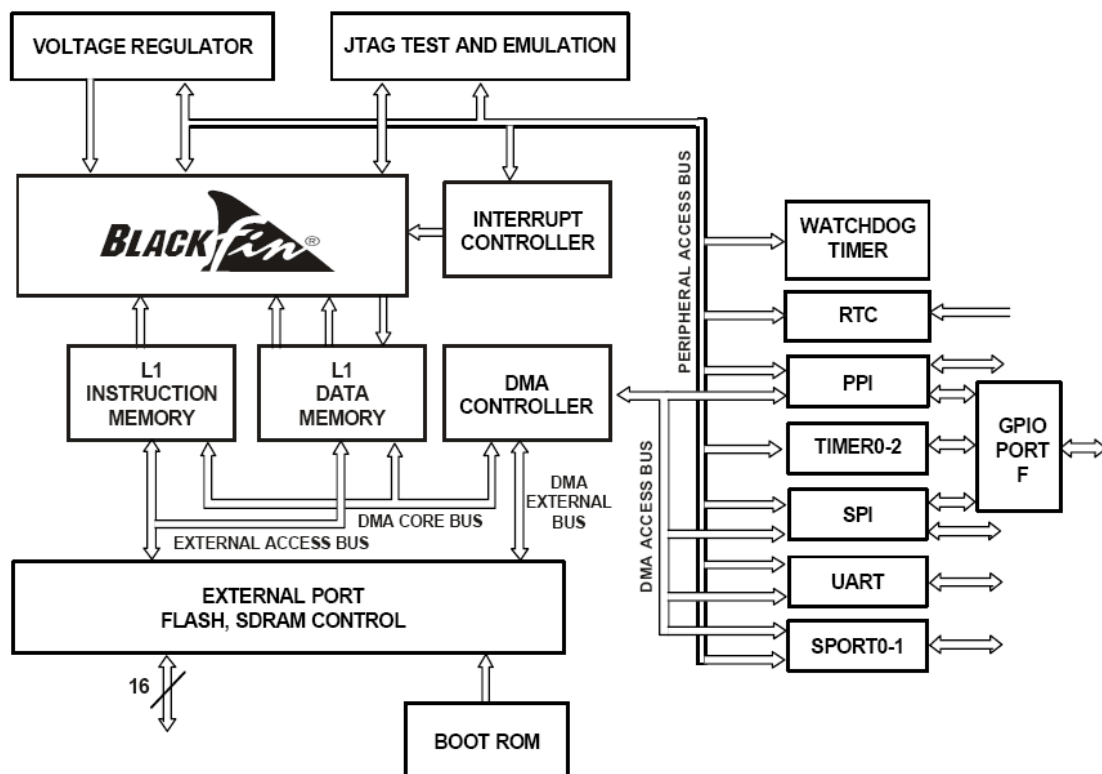 VOLTAGE REGULATOR
JTAG TEST AND EMULATION
BLACKfin®
INTERRUPT
CONTROLLER
PERIPHERAL ACCESS BUS
WATCHDOG
TIMER
RTC
L1
INSTRUCTION
MEMORY
L1
DATA
MEMORY
DMA
CONTROLLER
PPI
GPIO
PORT
F
TIMER0-2
DMA
EXTERNAL
BUS
DMA CORE BUS
EXTERNAL ACCESS BUS
DMA ACCESS BUS
SPI
EXTERNAL PORT
FLASH, SDRAM CONTROL
UART
SPORT0-1
16
BOOT ROM